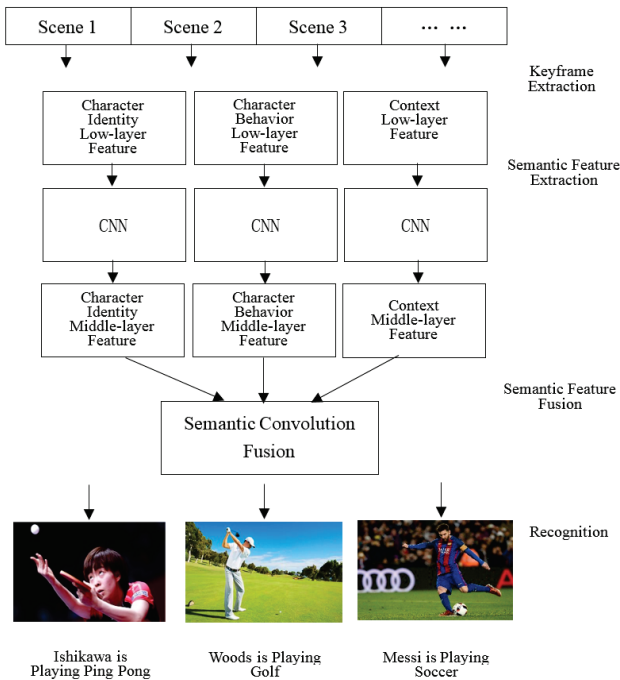 Scene 1 Scene 2 Scene 3 ... ...
Keyframe
Extraction
Character
Identity
Low-layer
Feature
Character
Behavior
Low-layer
Feature
Context
Low-layer
Feature
Semantic Feature
Extraction
CNN CNN CNN
Character
Identity
Middle-layer
Feature
Character
Behavior
Middle-layer
Feature
Context
Middle-layer
Feature
Semantic Feature
Fusion
Semantic Convolution
Fusion
Recognition
Ishikawa is
Playing Ping Pong
Woods is Playing
Golf
Messi is Playing
Soccer